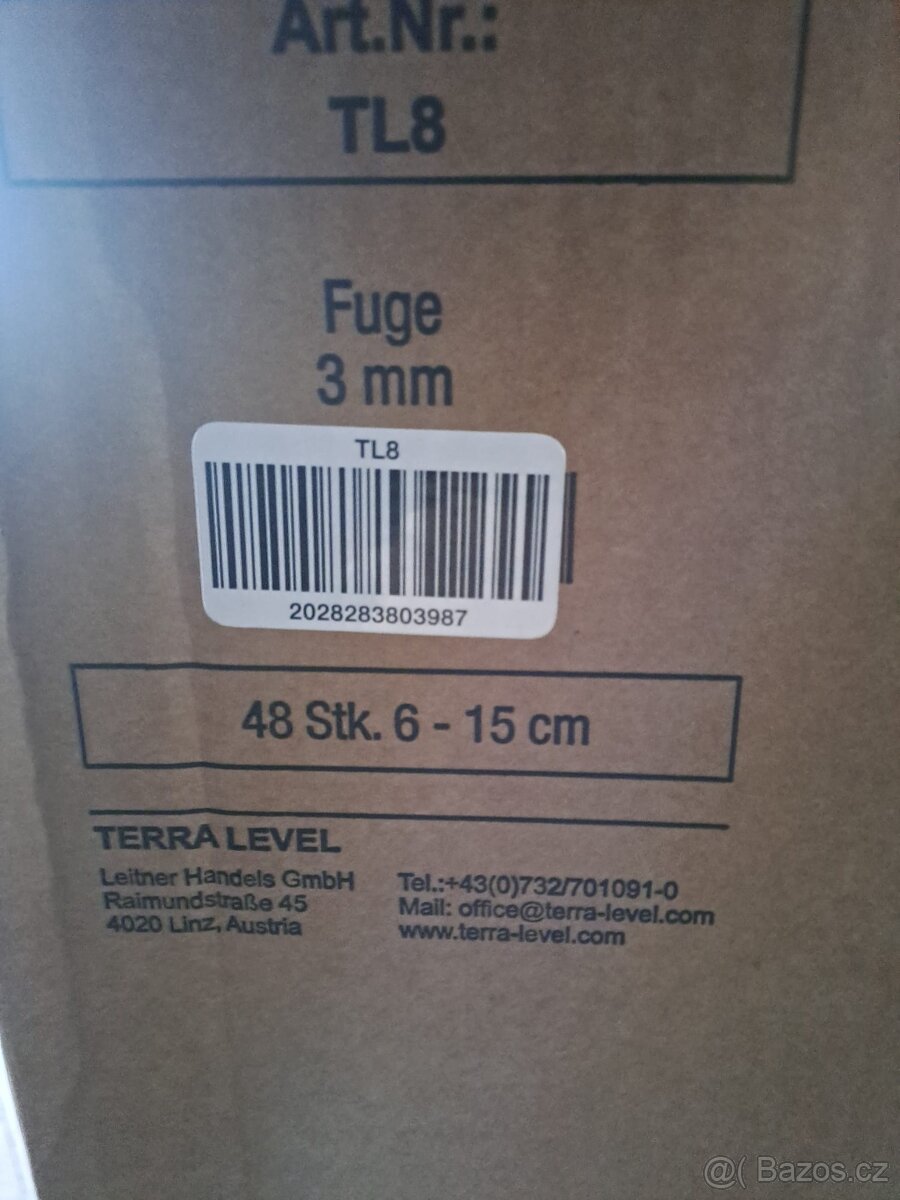 Art.Nr.:
TL8
Fuge
3 mm
TL8
2028283803987
48 Stk. 6 - 15 cm
TERRA LEVEL
Leitner Handels GmbH
Raimundstraße 45
4020 Linz, Austria
Tel.:+43(0)732/701091-0
Mail: office@terra-level.com
www.terra-level.com
@( Bazos.cz